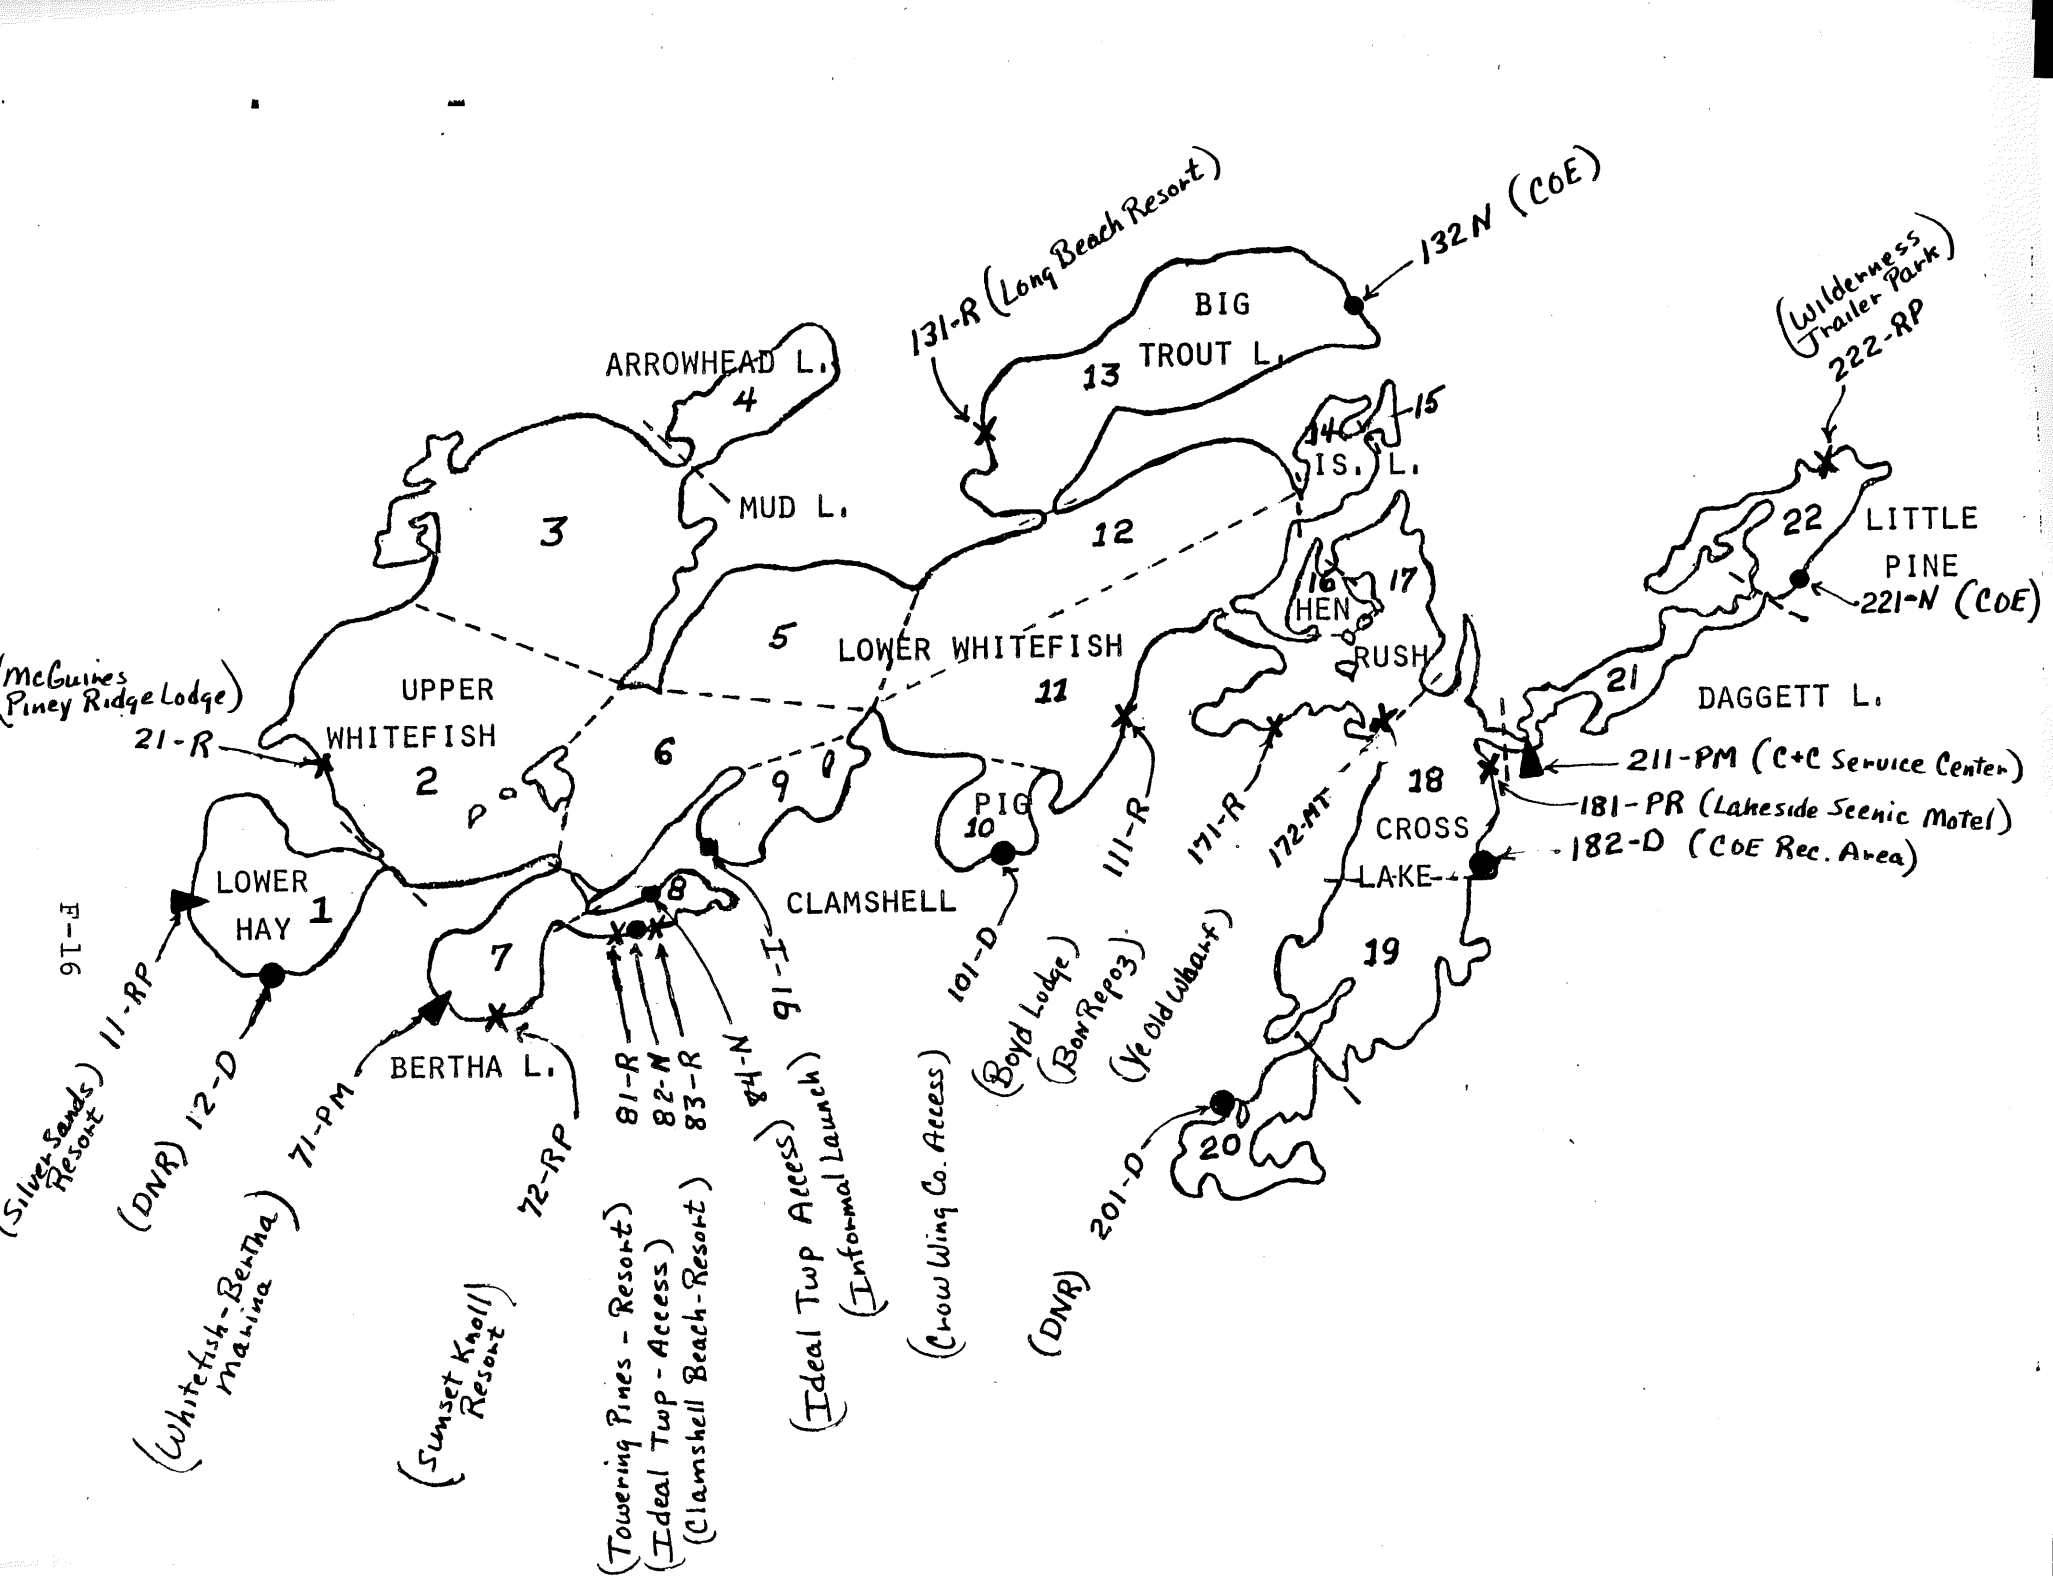 132N (COE)
131-R (Long Beach Resort)
(Wilderness
Trailer Park)
222-RP
BIG
TROUT L.
13
ARROWHEAD L.
4
15
14
IS. L.
MUD L.
3
12
22
LITTLE
PINE
221-N (COE)
16
HEN
17
5
LOWER WHITEFISH
RUSH
11
21
DAGGETT L.
(McGuires
Piney Ridge Lodge)
21-R
UPPER
WHITEFISH
2
6
9
18
CROSS
LAKE
211-PM (C+C Service Center)
181-PR (Lakeside Scenic Motel)
182-D (COE Rec. Area)
PIG
10
111-R
171-R
172-MT
LOWER
HAY 1
8
CLAMSHELL
7
19
F-16
11-RP
(Silver Sands
Resort)
12-D
(DNR)
BERTHA L.
71-PM
(Whitefish-Bertha
Marina)
72-RP
(Sunset Knoll
Resort)
81-R
82-N
83-R
84-N
91-I
(Towering Pines - Resort)
(Ideal Twp - Access)
(Clamshell Beach-Resort)
(Ideal Twp Access)
(Informal Launch)
101-D
(Crow Wing Co. Access)
(Boyd Lodge)
(Bon Repoz)
(Ye Old Wharf)
20
201-D
(DNR)